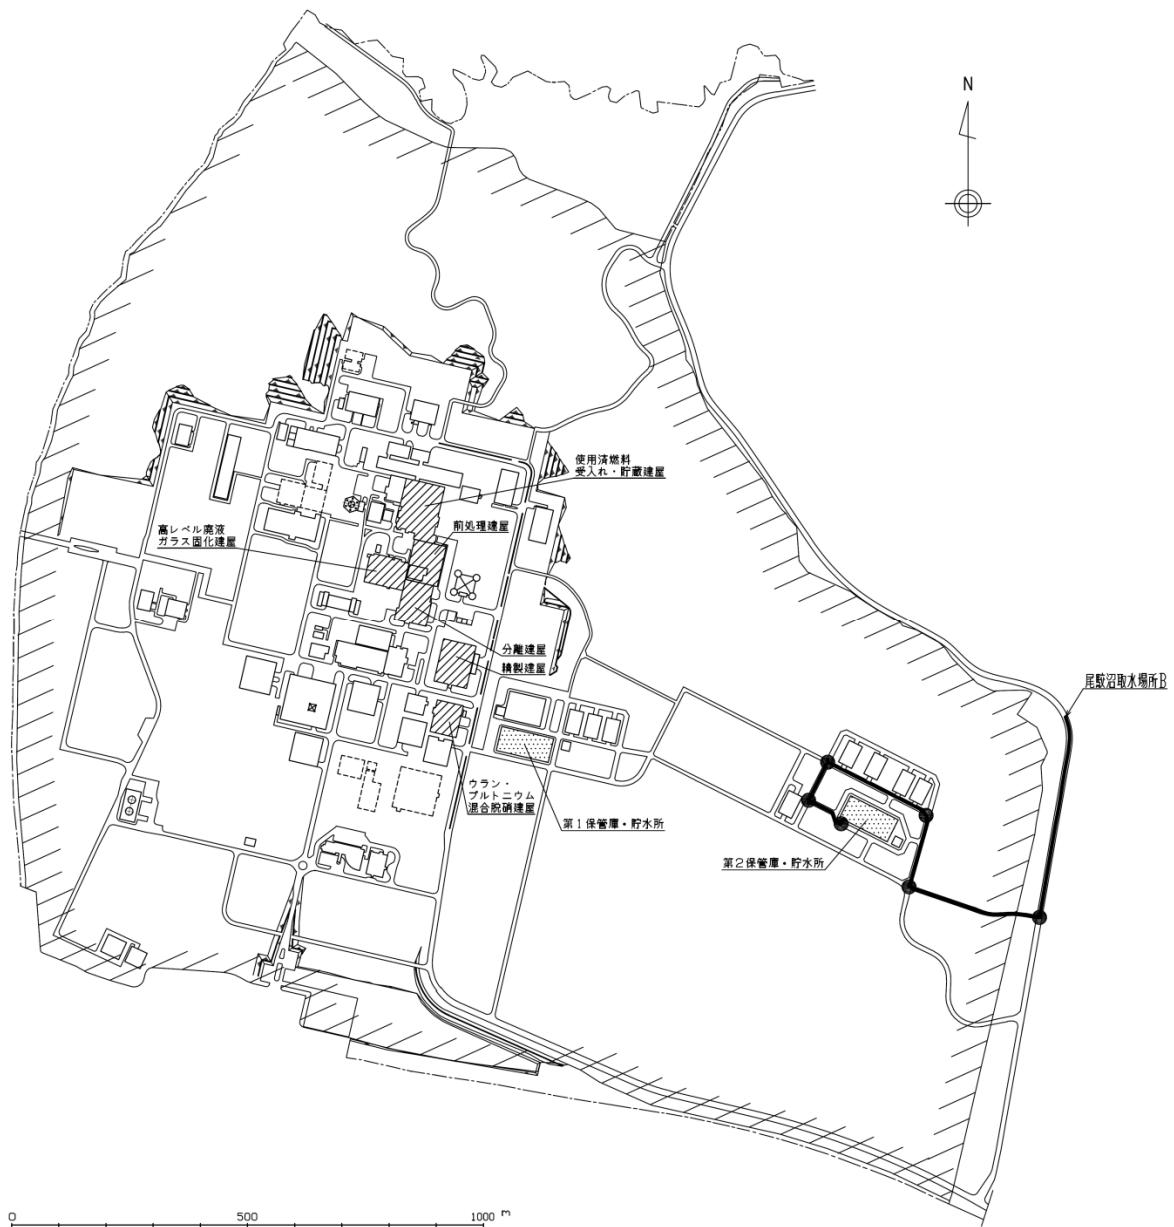 N
使用済燃料
受入れ・貯蔵建屋
前処理建屋
高レベル廃液
ガラス固化建屋
分離建屋
精製建屋
尾駮沼取水場所B
ウラン・
プルトニウム
混合脱硝建屋
第1保管庫・貯水所
第2保管庫・貯水所
0 500 1000 m